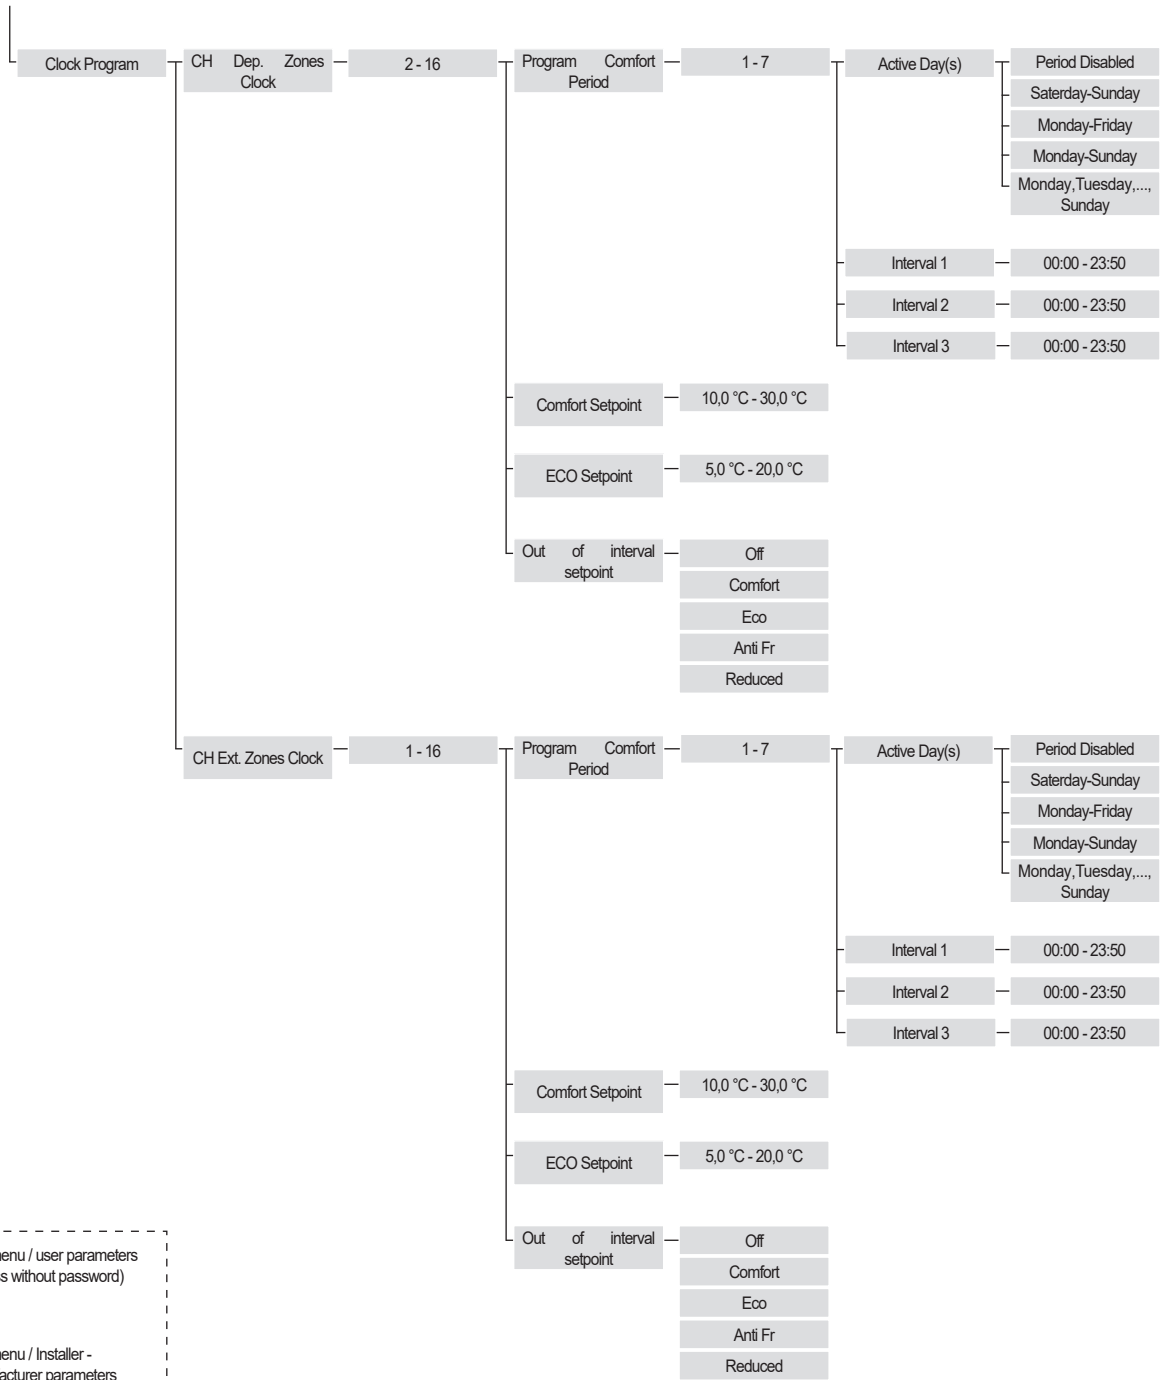 Clock Program
CH Dep. Zones
Clock
2 - 16
Program Comfort
Period
1 - 7
Active Day(s)
Period Disabled
Saterday-Sunday
Monday-Friday
Monday-Sunday
Monday,Tuesday,...,
Sunday
Interval 1
00:00 - 23:50
Interval 2
00:00 - 23:50
Interval 3
00:00 - 23:50
Comfort Setpoint
10,0 °C - 30,0 °C
ECO Setpoint
5,0 °C - 20,0 °C
Out of interval
setpoint
Off
Comfort
Eco
Anti Fr
Reduced
CH Ext. Zones Clock
1 - 16
Program Comfort
Period
1 - 7
Active Day(s)
Period Disabled
Saterday-Sunday
Monday-Friday
Monday-Sunday
Monday,Tuesday,...,
Sunday
Interval 1
00:00 - 23:50
Interval 2
00:00 - 23:50
Interval 3
00:00 - 23:50
Comfort Setpoint
10,0 °C - 30,0 °C
ECO Setpoint
5,0 °C - 20,0 °C
Out of interval
setpoint
Off
Comfort
Eco
Anti Fr
Reduced
/ user parameters
without password)
/ Installer -
parameters